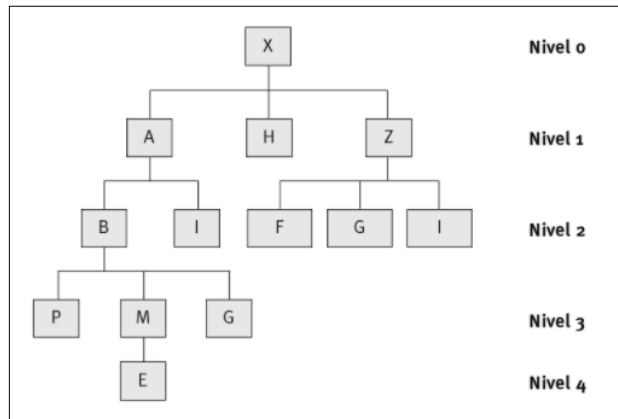 X Nivel 0
A H Z Nivel 1
B I F G I Nivel 2
P M G Nivel 3
E Nivel 4